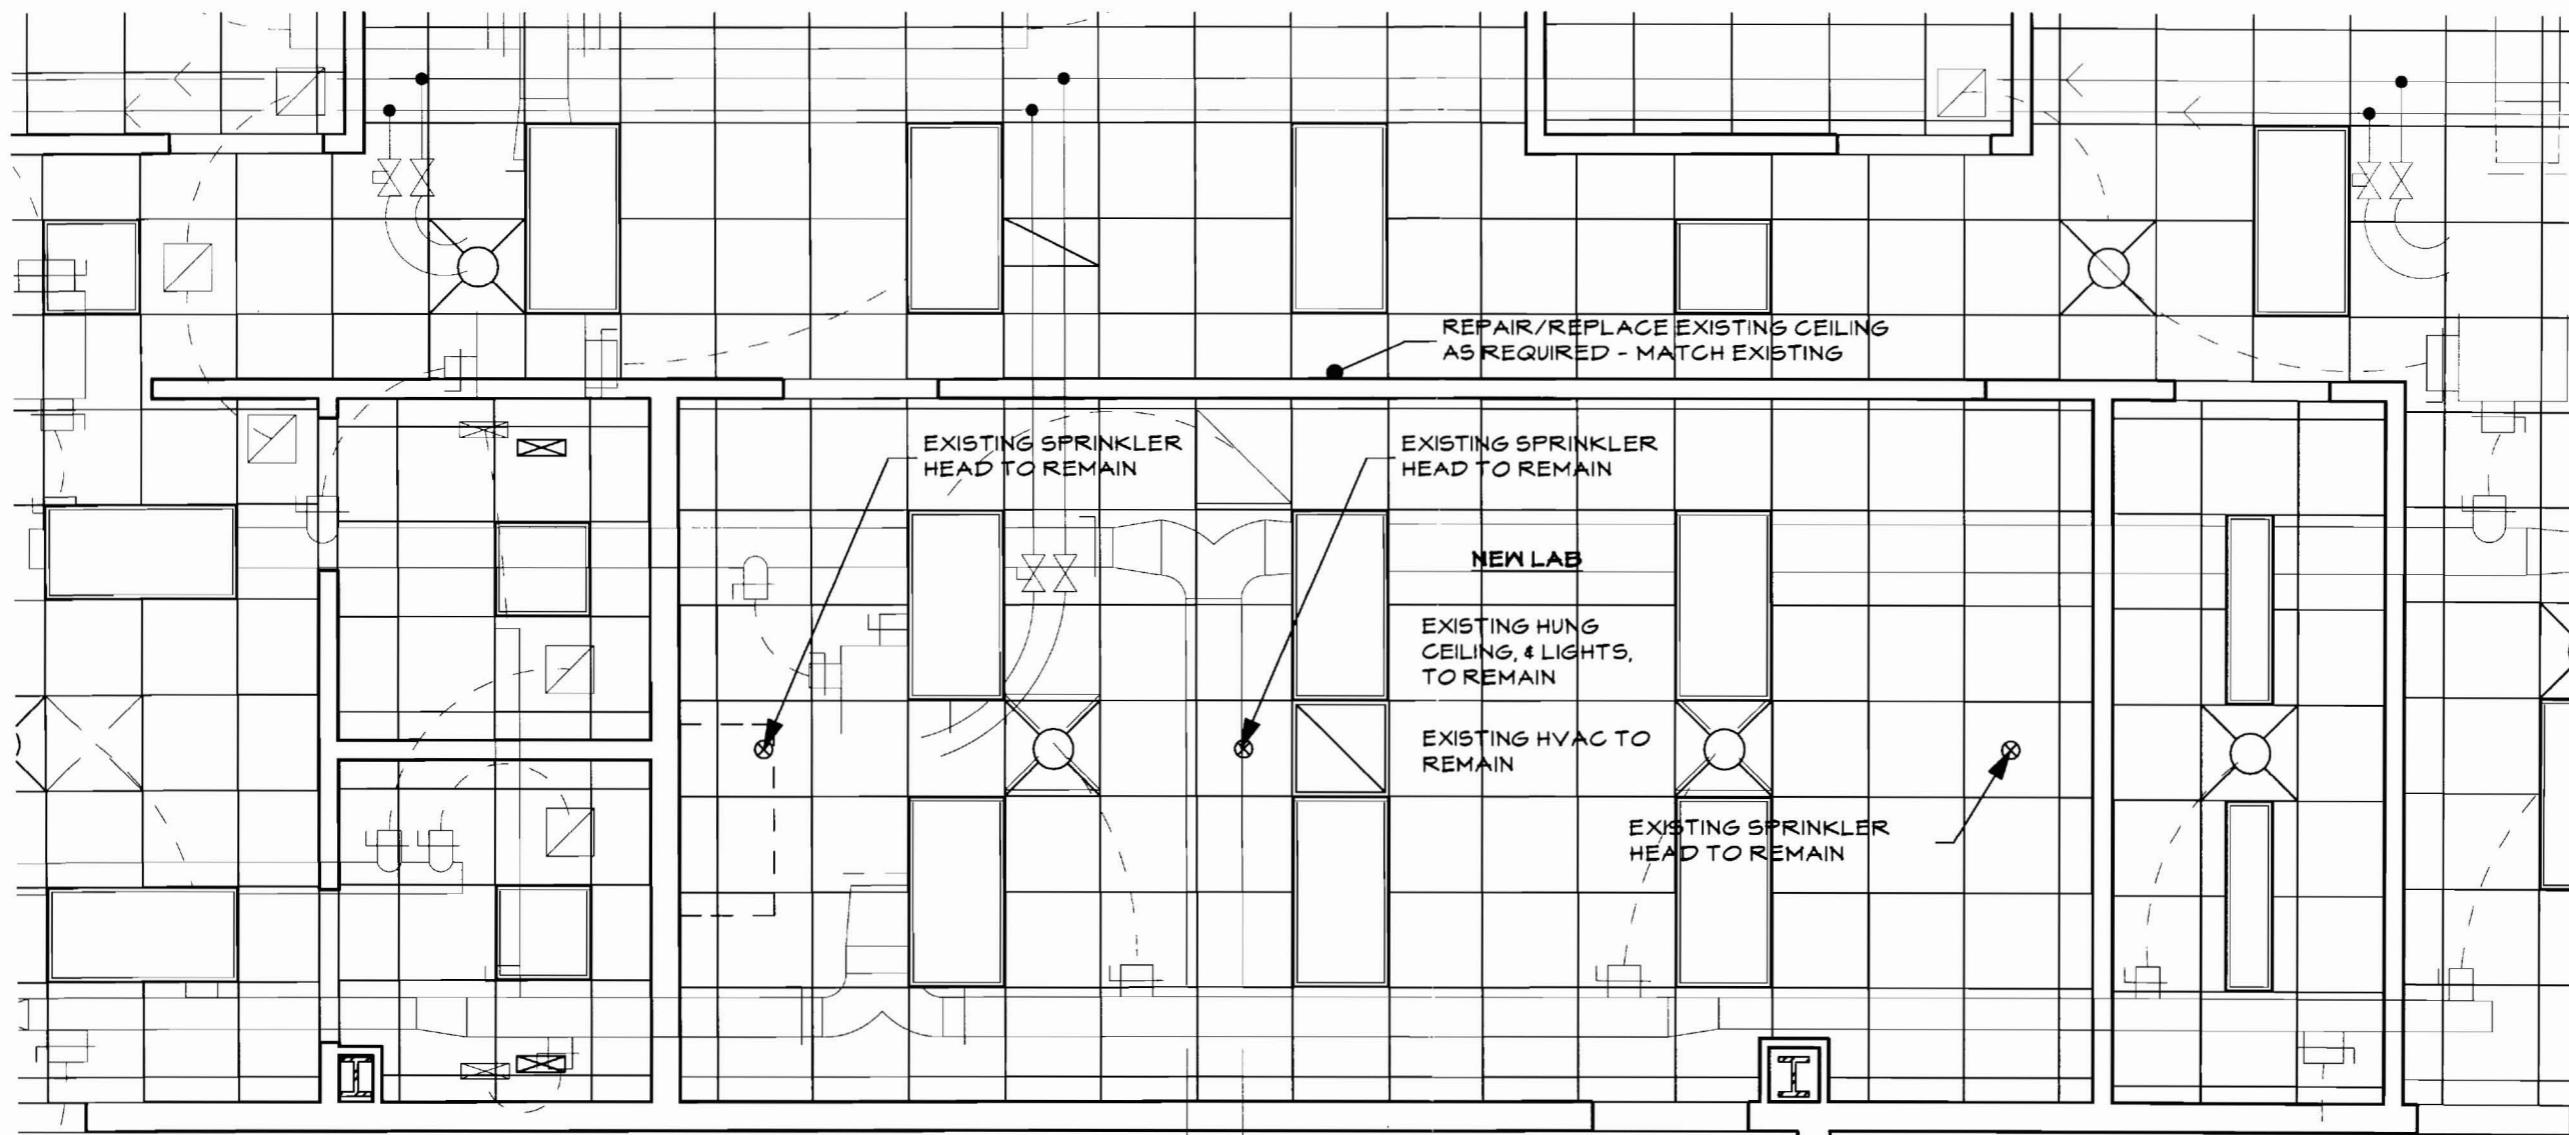 REPAIR/REPLACE EXISTING CEILING
AS REQUIRED - MATCH EXISTING
EXISTING SPRINKLER
HEAD TO REMAIN
EXISTING SPRINKLER
HEAD TO REMAIN
NEW LAB
EXISTING HUNG
CEILING, & LIGHTS,
TO REMAIN
EXISTING HVAC TO
REMAIN
EXISTING SPRINKLER
HEAD TO REMAIN